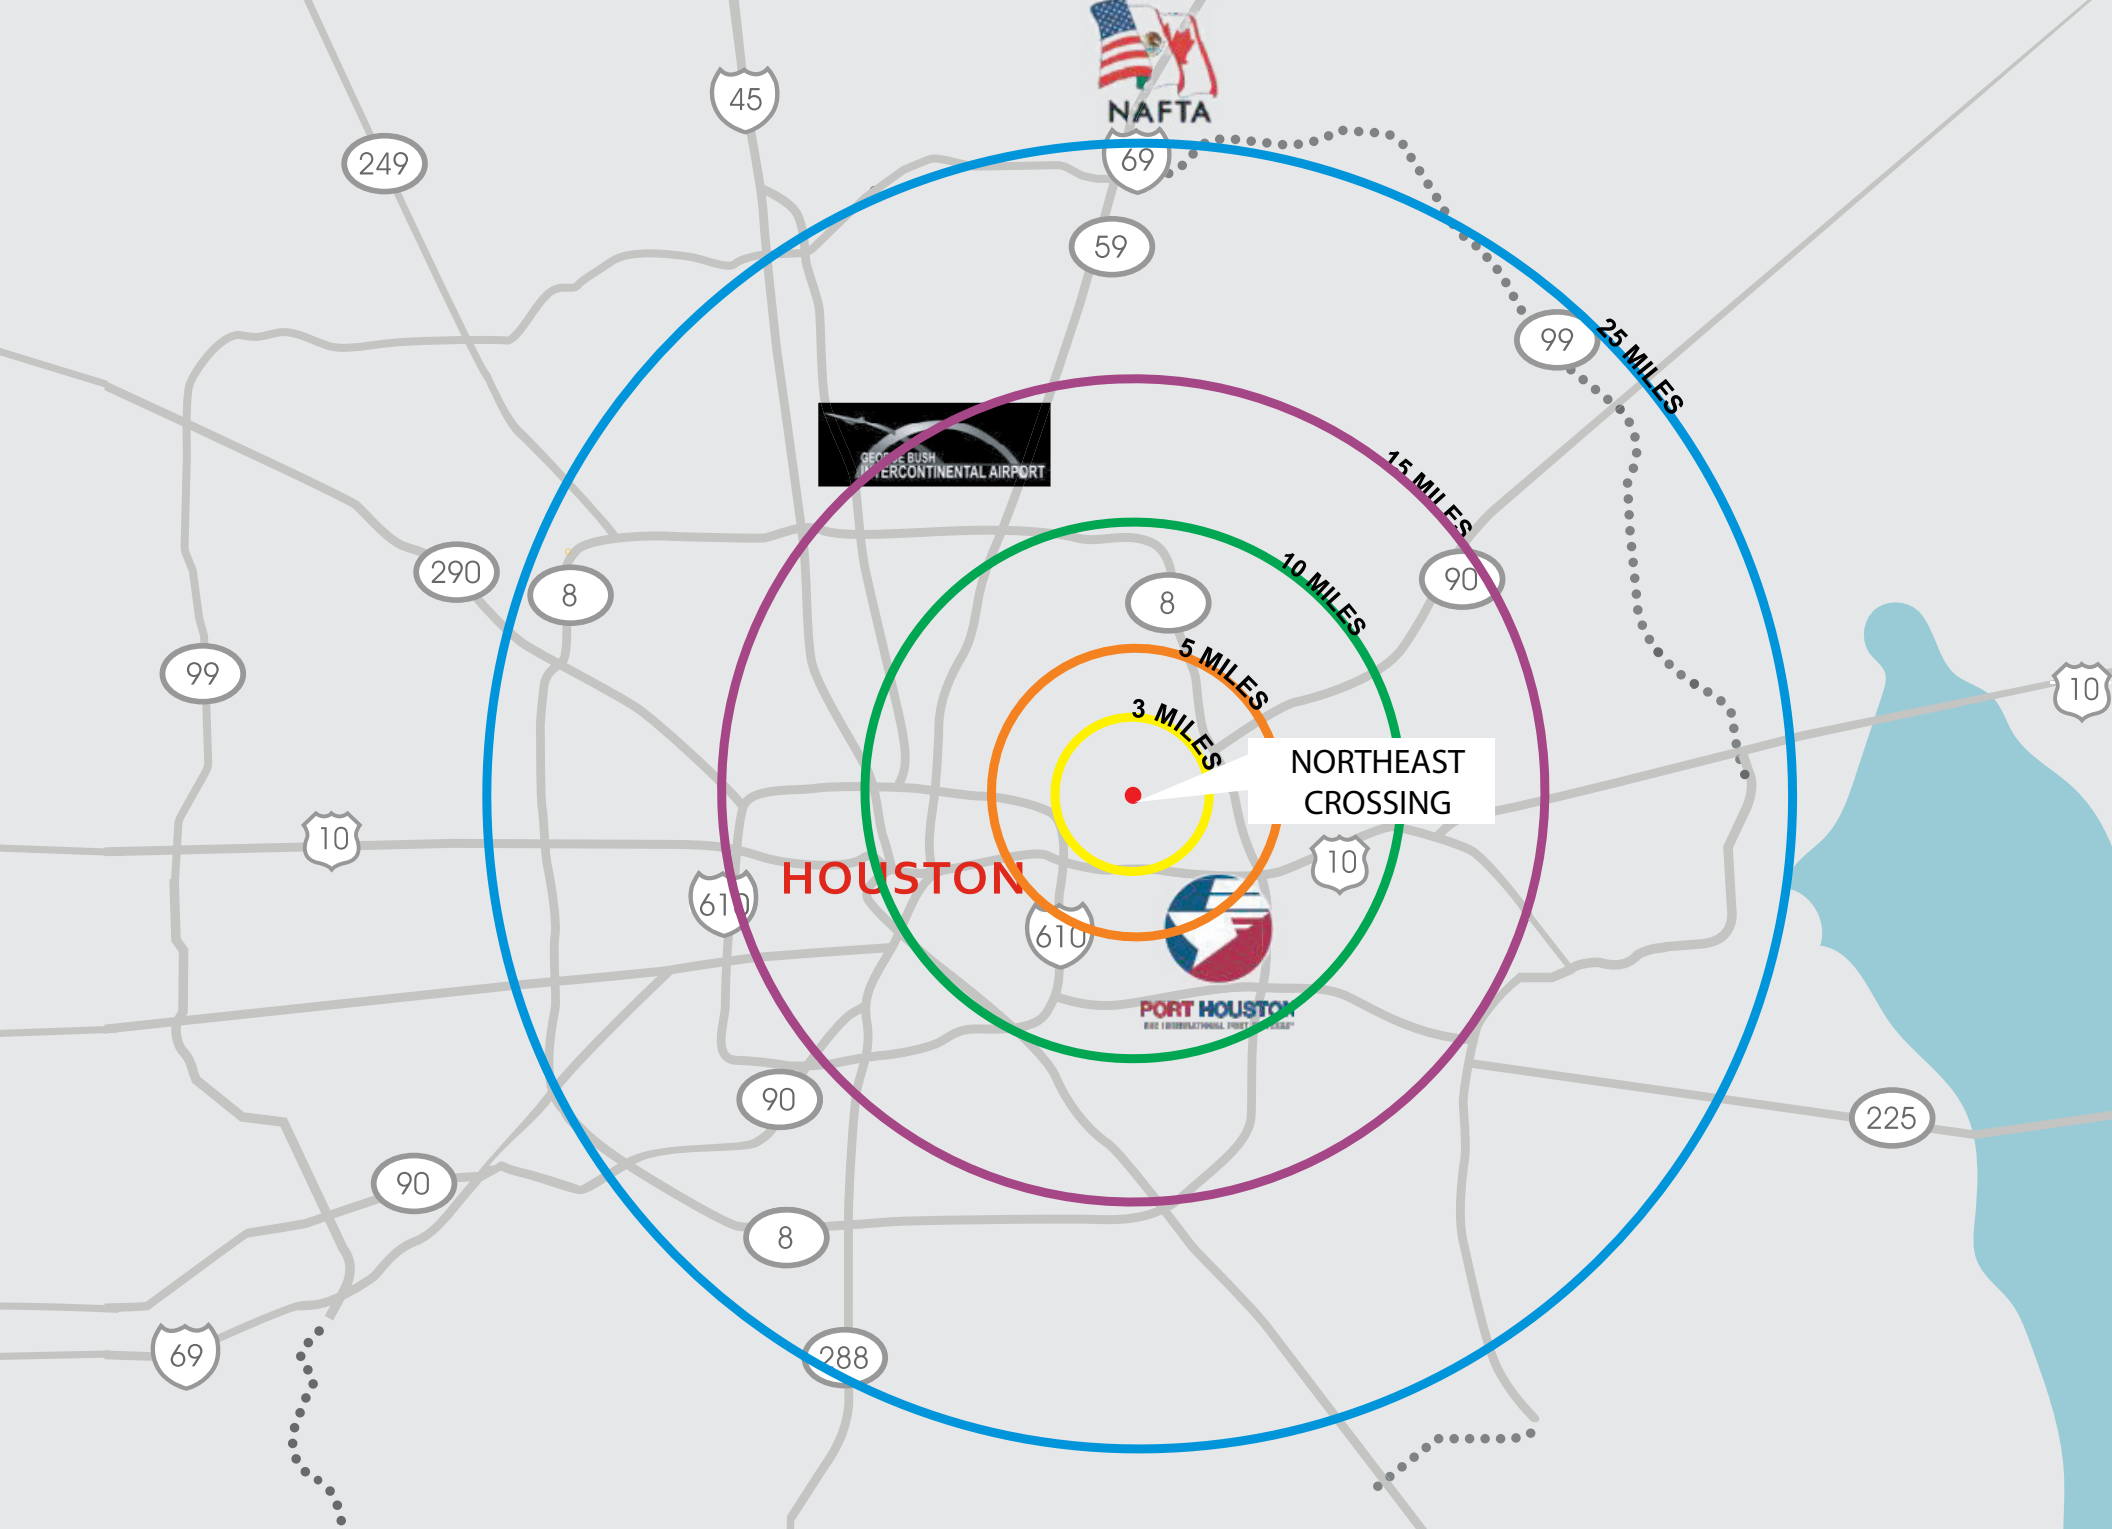 NAFTA
45
69
249
59
99
25 MILES
GEORGE BUSH
INTERCONTINENTAL AIRPORT
15 MILES
290
8
10 MILES
90
8
5 MILES
99
10
3 MILES
NORTHEAST
CROSSING
10
10
HOUSTON
610
610
PORT HOUSTON
90
225
90
8
69
288